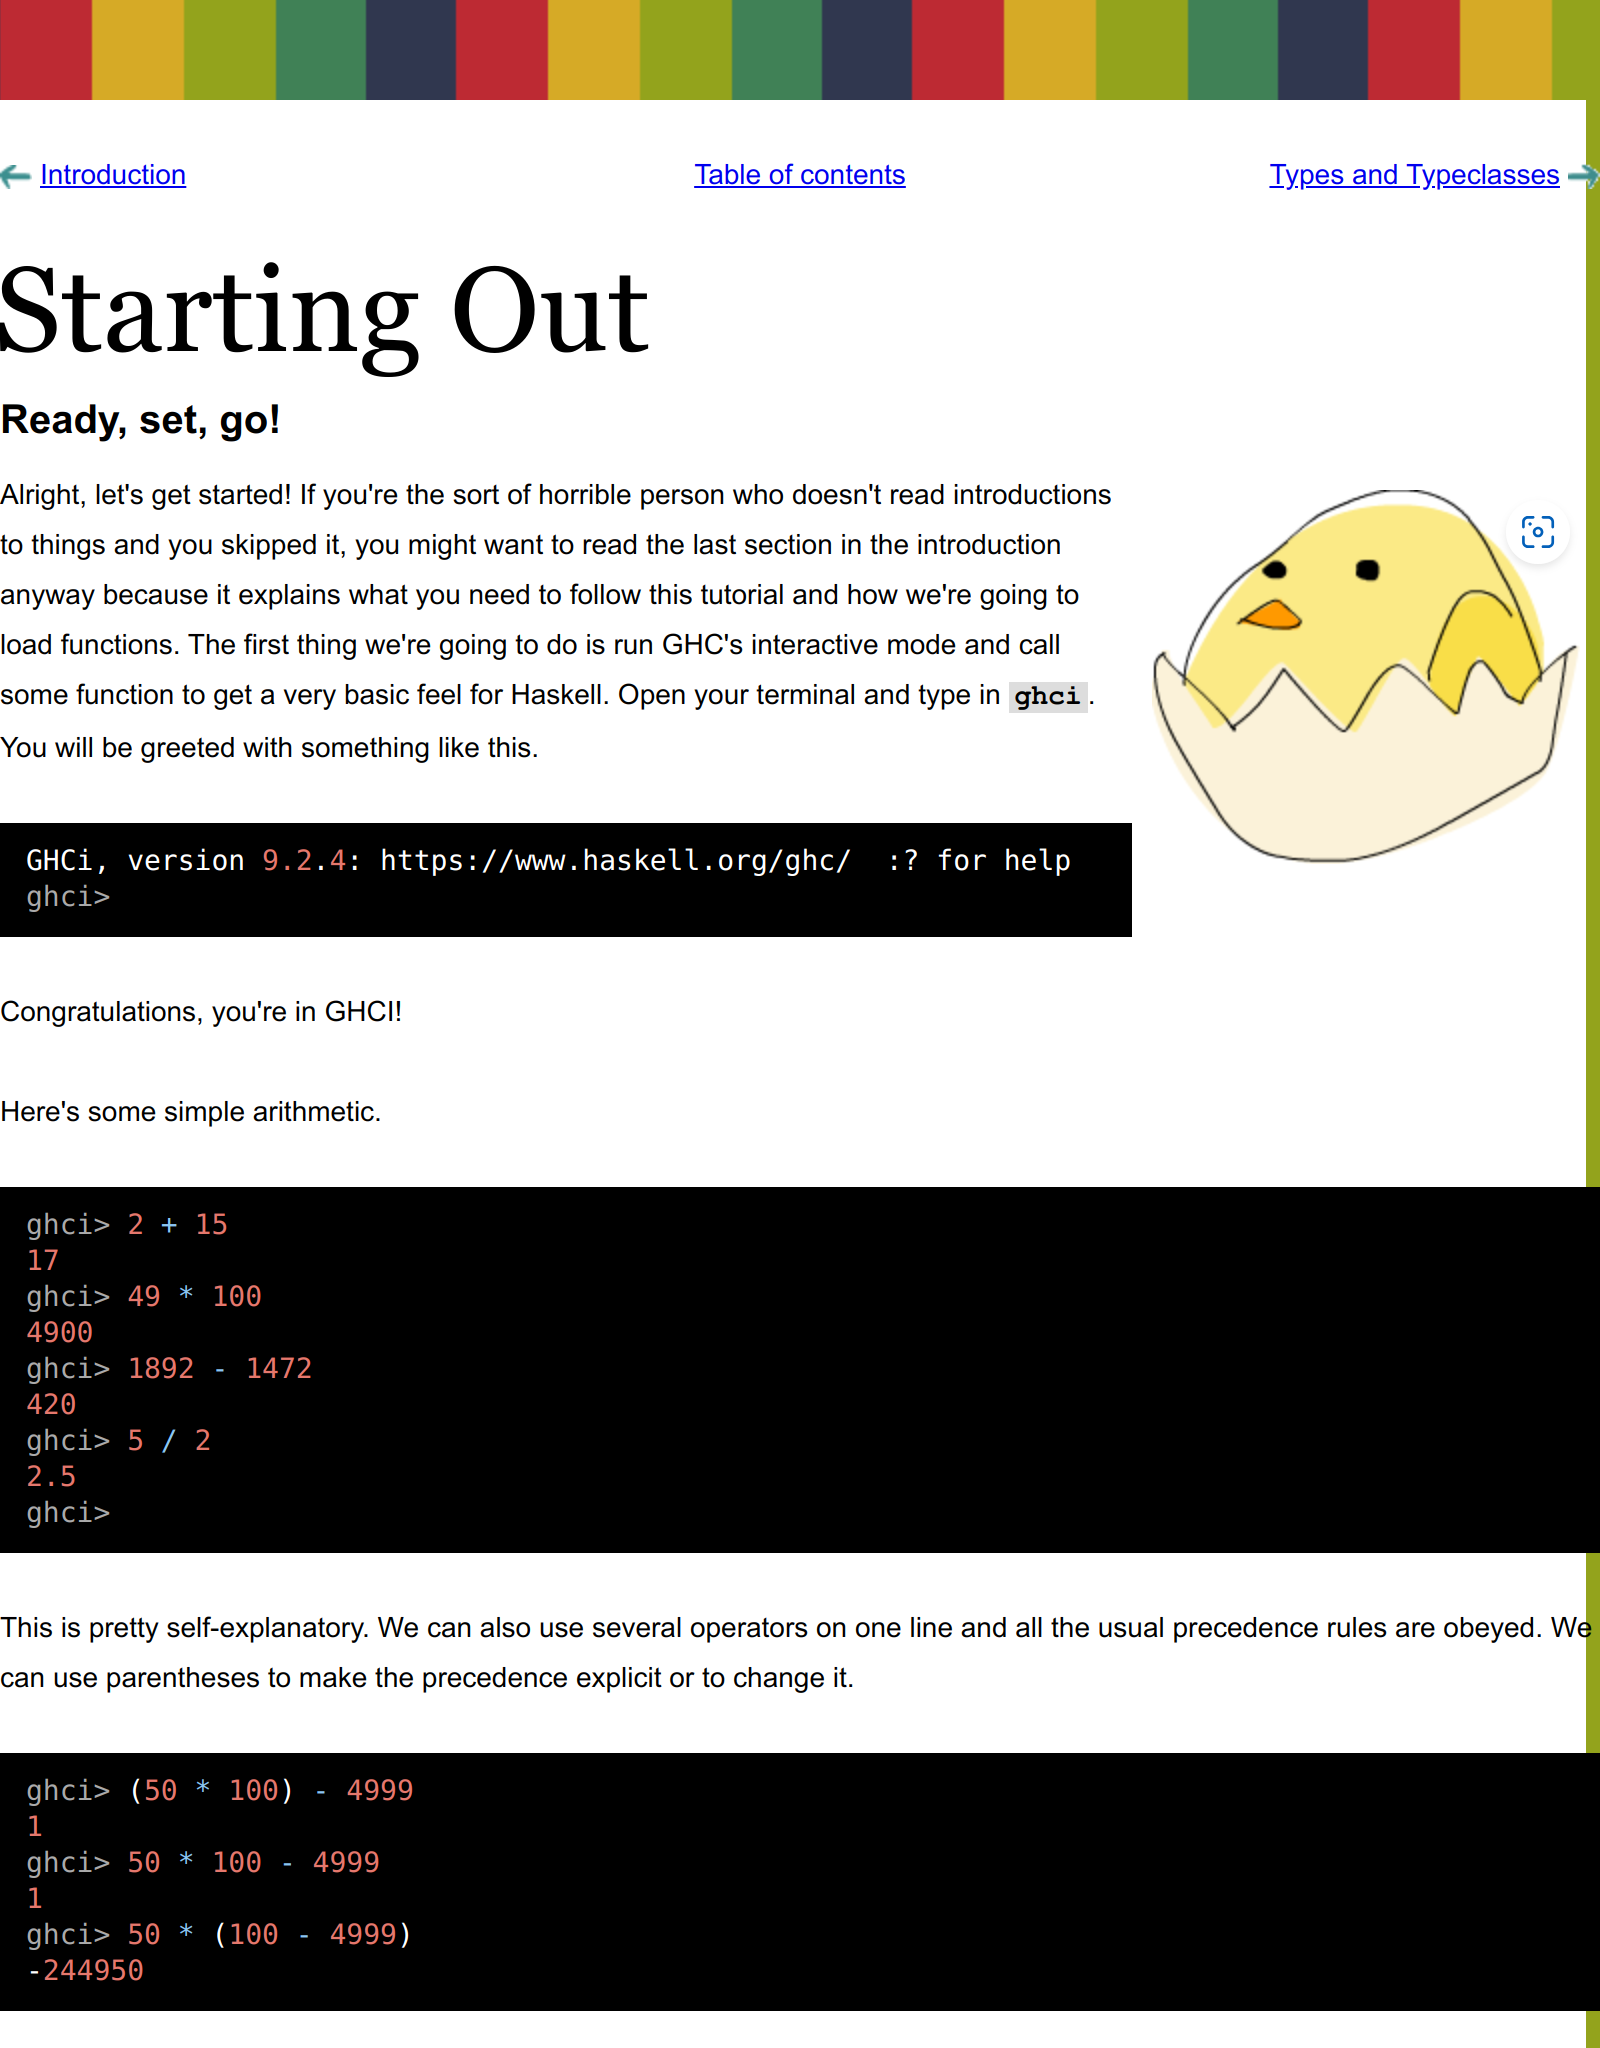 Introduction
Table of contents
Types and Typeclasses
Starting Out
Ready, set, go!
Alright, let's get started! If you're the sort of horrible person who doesn't read introductions
to things and you skipped it, you might want to read the last section in the introduction
anyway because it explains what you need to follow this tutorial and how we're going to
load functions. The first thing we're going to do is run GHC's interactive mode and call
some function to get a very basic feel for Haskell. Open your terminal and type in ghci.
You will be greeted with something like this.
GHCi, version 9.2.4: https://www.haskell.org/ghc/  :? for help
ghci>
Congratulations, you're in GHCI!
Here's some simple arithmetic.
ghci> 2 + 15
17
ghci> 49 * 100
4900
ghci> 1892 - 1472
420
ghci> 5 / 2
2.5
ghci>
This is pretty self-explanatory. We can also use several operators on one line and all the usual precedence rules are obeyed. We
can use parentheses to make the precedence explicit or to change it.
ghci> (50 * 100) - 4999
1
ghci> 50 * 100 - 4999
1
ghci> 50 * (100 - 4999)
-244950